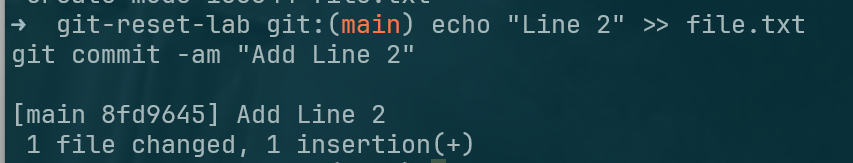 ➜  git-reset-lab git:(main) echo "Line 2" >> file.txt
git commit -am "Add Line 2"
[main 8fd9645] Add Line 2
 1 file changed, 1 insertion(+)